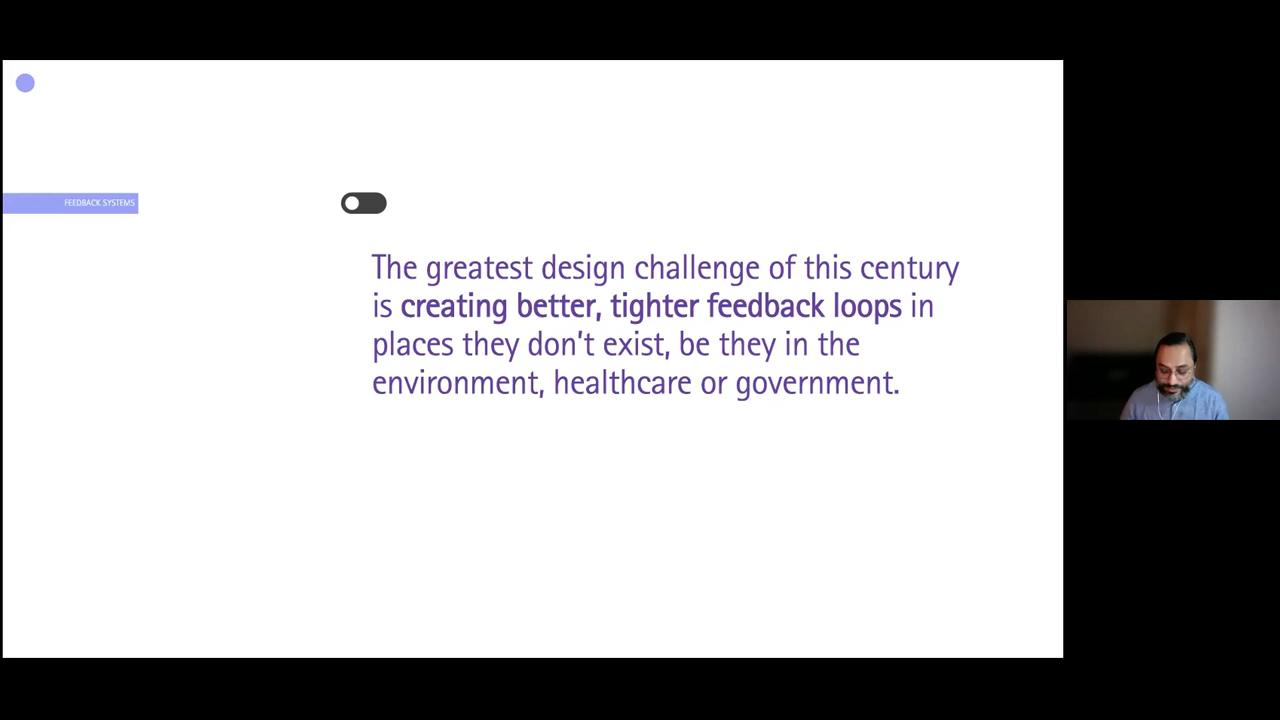 FEEDBACK SYSTEMS
The greatest design challenge of this century
is creating better, tighter feedback loops in
places they don’t exist, be they in the
environment, healthcare or government.